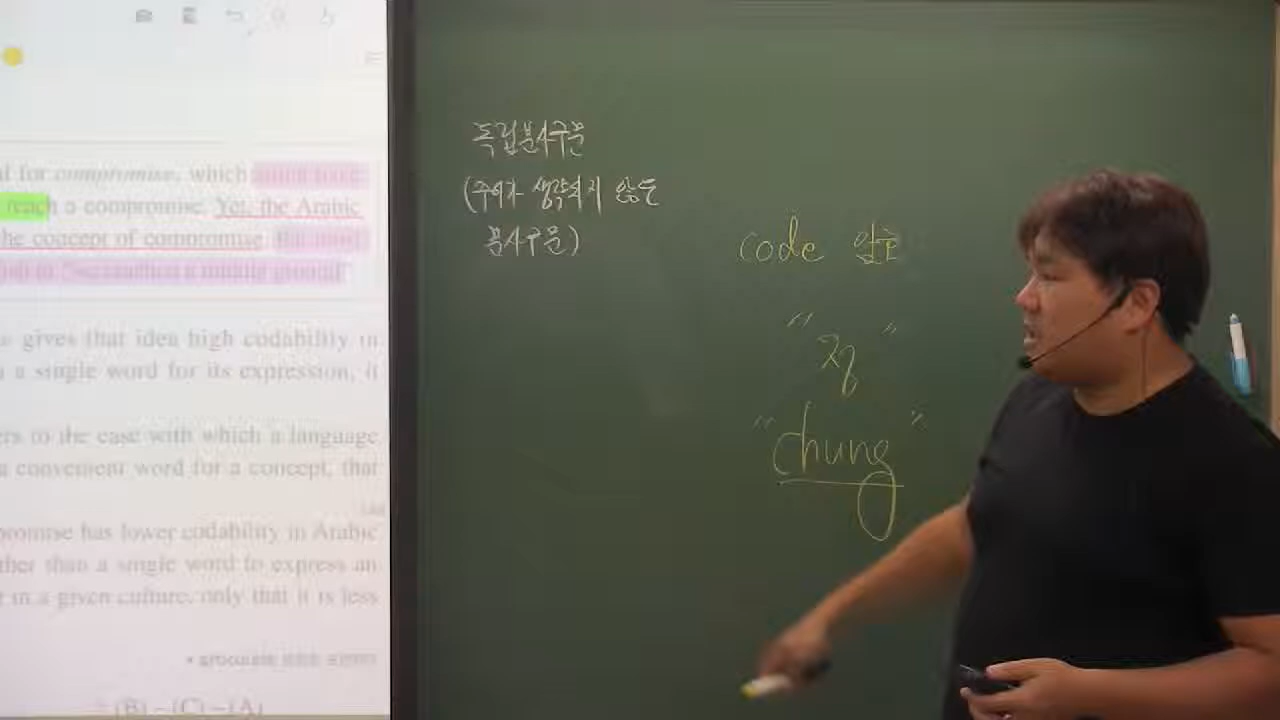 al for compromise, which
reach a compromise. Yet, the Arabic
he concept of compromise.
s gives that idea high codability in
a single word for its expression, it
ers to the ease with which a language
a convenient word for a concept, that
promise has lower codability in Arabic
ther than a single word to express an
in a given culture, only that it is less
(B) - (C) - (A)
독립분사구문
(주어가 생략되지 않는
분사구문)
code 암호
"정"
"chung"